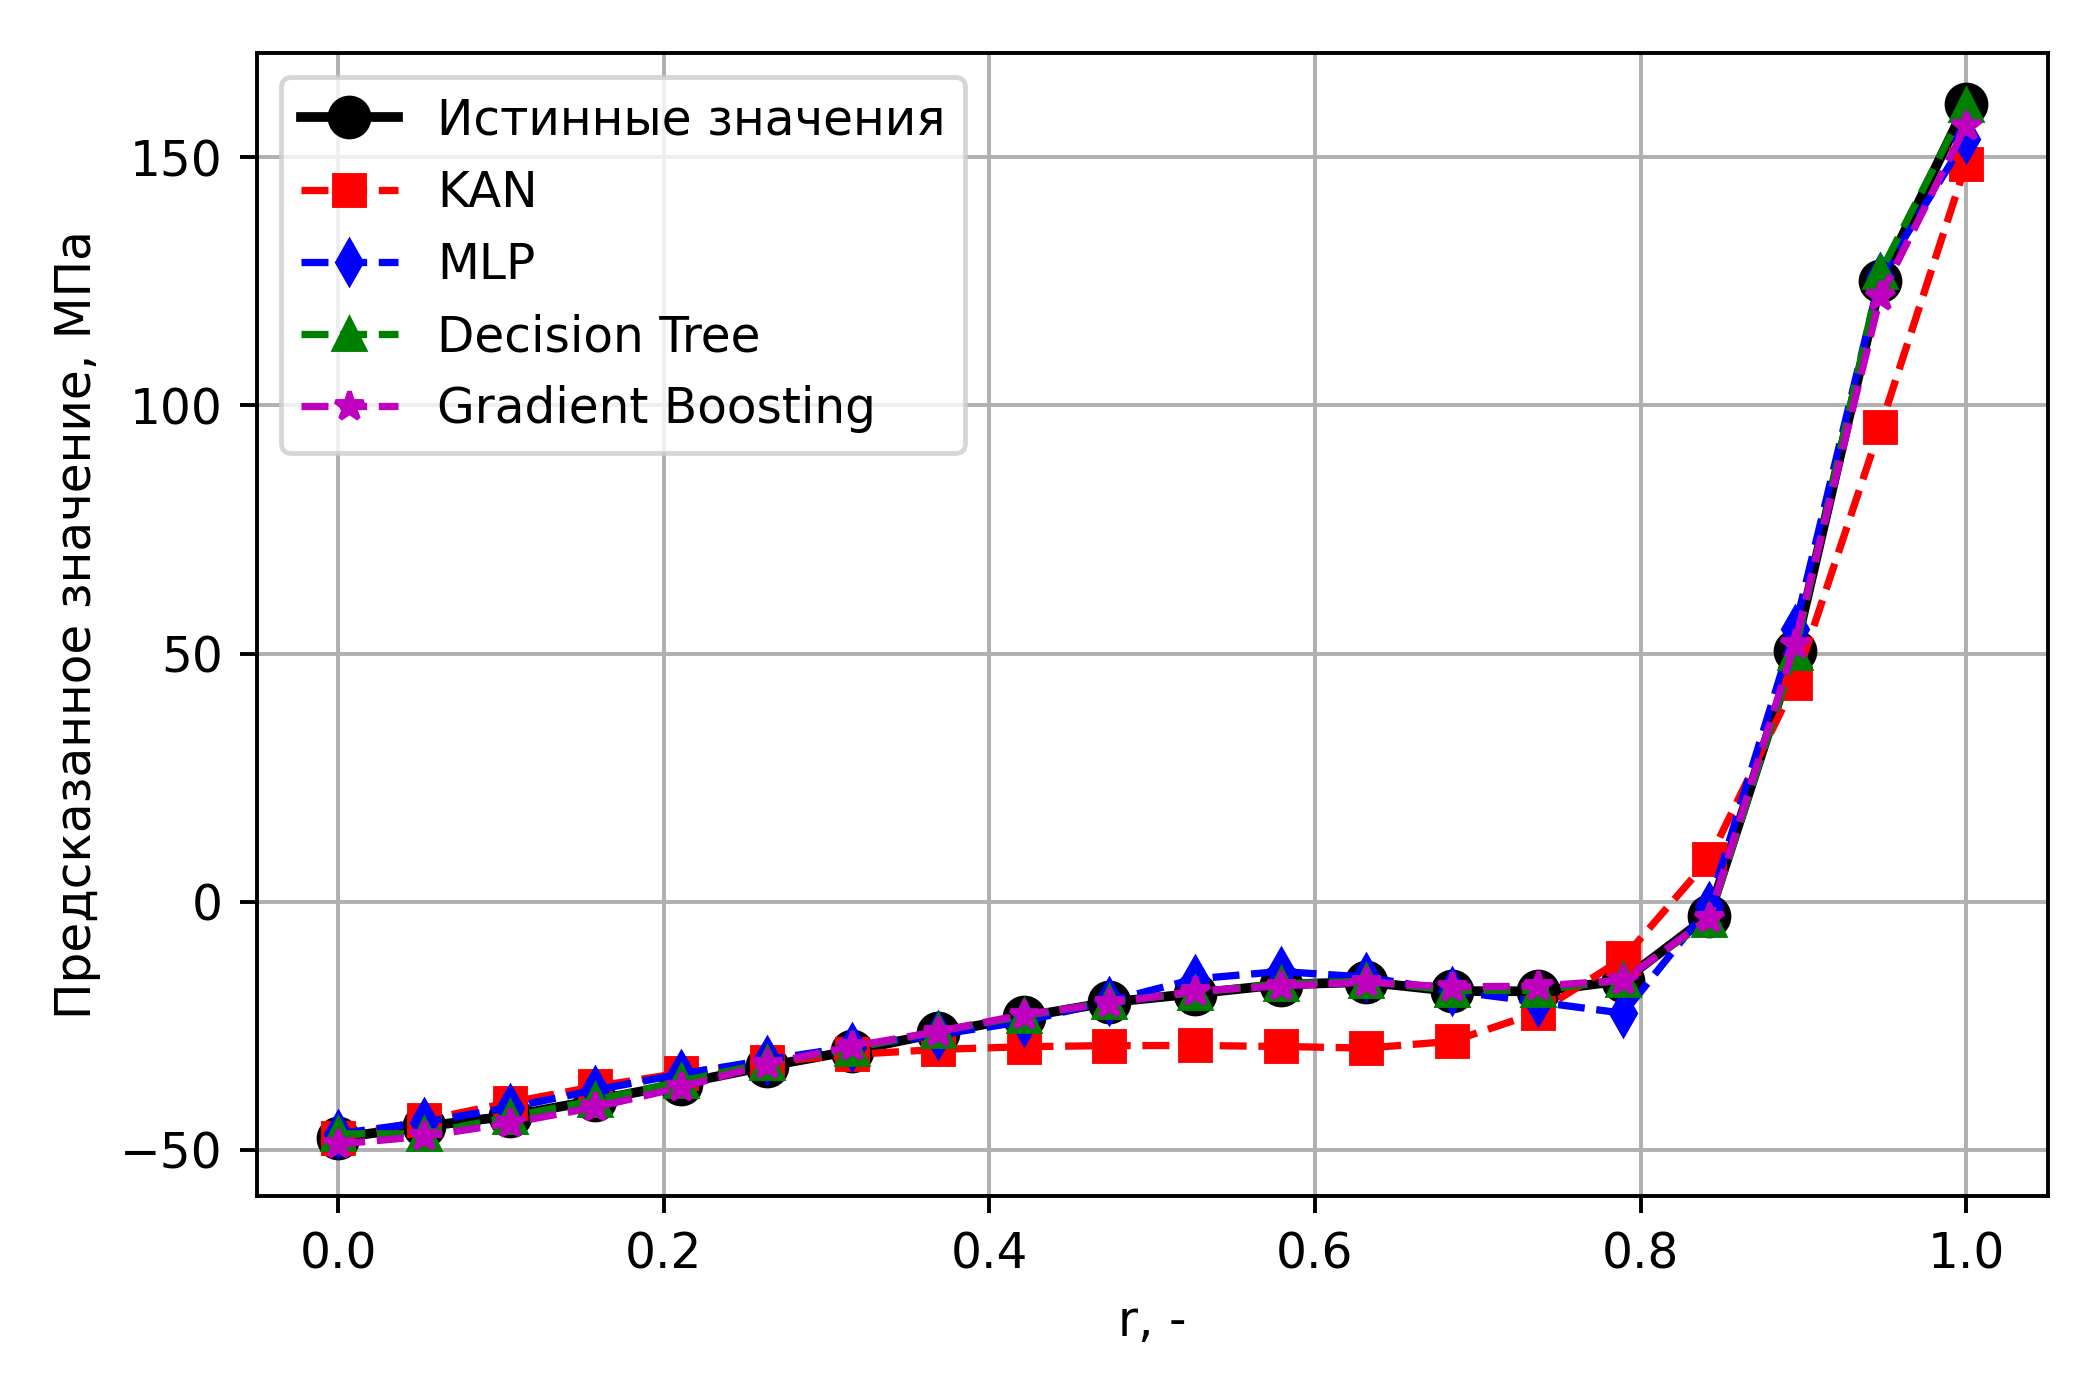 Истинные значения
KAN
MLP
Decision Tree
Gradient Boosting
Предсказанное значение, МПа
150
100
50
0
−50
0.0 0.2 0.4 0.6 0.8 1.0
r, -